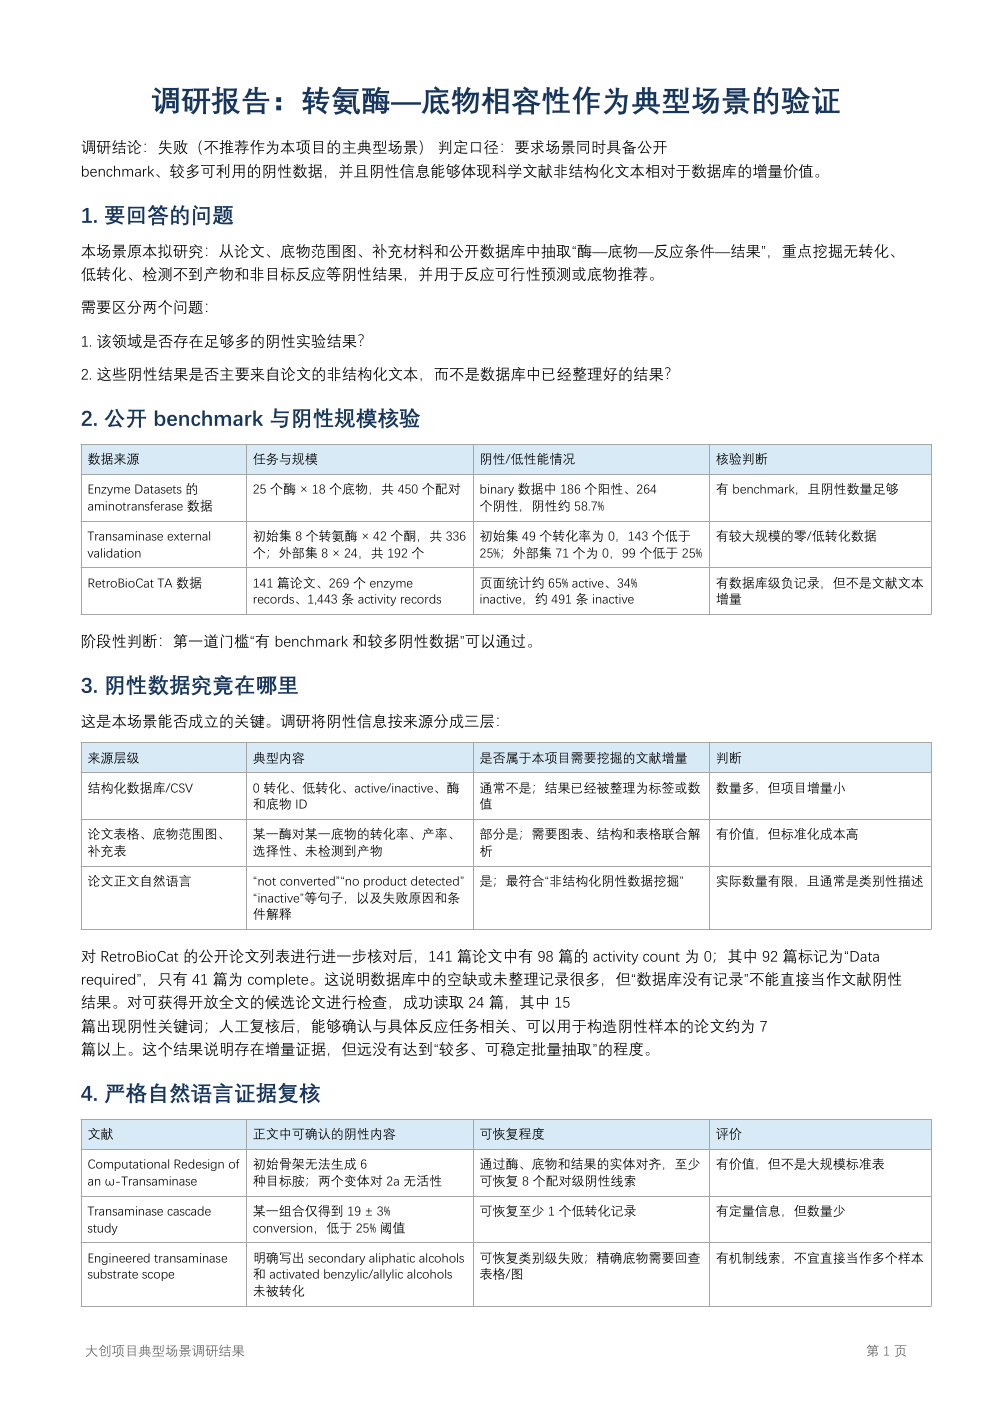 调研报告：转氨酶—底物相容性作为典型场景的验证
调研结论：失败（不推荐作为本项目的主典型场景） 判定口径：要求场景同时具备公开
benchmark、较多可利用的阴性数据，并且阴性信息能够体现科学文献非结构化文本相对于数据库的增量价值。
1. 要回答的问题
本场景原本拟研究：从论文、底物范围图、补充材料和公开数据库中抽取“酶—底物—反应条件—结果”，重点挖掘无转化、
低转化、检测不到产物和非目标反应等阴性结果，并用于反应可行性预测或底物推荐。
需要区分两个问题：
1. 该领域是否存在足够多的阴性实验结果？
2. 这些阴性结果是否主要来自论文的非结构化文本，而不是数据库中已经整理好的结果？
2. 公开 benchmark 与阴性规模核验
数据来源 任务与规模 阴性/低性能情况 核验判断
Enzyme Datasets 的 25 个酶 × 18 个底物，共 450 个配对 binary 数据中 186 个阳性、264 有 benchmark，且阴性数量足够
aminotransferase 数据 个阴性，阴性约 58.7%
Transaminase external 初始集 8 个转氨酶 × 42 个酮，共 336 初始集 49 个转化率为 0，143 个低于 有较大规模的零/低转化数据
validation 个；外部集 8 × 24，共 192 个 25%；外部集 71 个为 0，99 个低于 25%
RetroBioCat TA 数据 141 篇论文、269 个 enzyme 页面统计约 65% active、34% 有数据库级负记录，但不是文献文本
records、1,443 条 activity records inactive，约 491 条 inactive 增量
阶段性判断：第一道门槛“有 benchmark 和较多阴性数据”可以通过。
3. 阴性数据究竟在哪里
这是本场景能否成立的关键。调研将阴性信息按来源分成三层：
来源层级 典型内容 是否属于本项目需要挖掘的文献增量 判断
结构化数据库/CSV 0 转化、低转化、active/inactive、酶 通常不是；结果已经被整理为标签或数 数量多，但项目增量小
和底物 ID 值
论文表格、底物范围图、 某一酶对某一底物的转化率、产率、 部分是；需要图表、结构和表格联合解 有价值，但标准化成本高
补充表 选择性、未检测到产物 析
论文正文自然语言 “not converted”“no product detected” 是；最符合“非结构化阴性数据挖掘” 实际数量有限，且通常是类别性描述
“inactive”等句子，以及失败原因和条
件解释
对 RetroBioCat 的公开论文列表进行进一步核对后，141 篇论文中有 98 篇的 activity count 为 0；其中 92 篇标记为“Data
required”，只有 41 篇为 complete。这说明数据库中的空缺或未整理记录很多，但“数据库没有记录”不能直接当作文献阴性
结果。对可获得开放全文的候选论文进行检查，成功读取 24 篇，其中 15
篇出现阴性关键词；人工复核后，能够确认与具体反应任务相关、可以用于构造阴性样本的论文约为 7
篇以上。这个结果说明存在增量证据，但远没有达到“较多、可稳定批量抽取”的程度。
4. 严格自然语言证据复核
文献 正文中可确认的阴性内容 可恢复程度 评价
Computational Redesign of 初始骨架无法生成 6 通过酶、底物和结果的实体对齐，至少 有价值，但不是大规模标准表
an ω-Transaminase 种目标胺；两个变体对 2a 无活性 可恢复 8 个配对级阴性线索
Transaminase cascade 某一组合仅得到 19 ± 3% 可恢复至少 1 个低转化记录 有定量信息，但数量少
study conversion，低于 25% 阈值
Engineered transaminase 明确写出 secondary aliphatic alcohols 可恢复类别级失败；精确底物需要回查 有机制线索，不宜直接当作多个样本
substrate scope 和 activated benzylic/allylic alcohols 表格/图
未被转化
大创项目典型场景调研结果 第 1 页